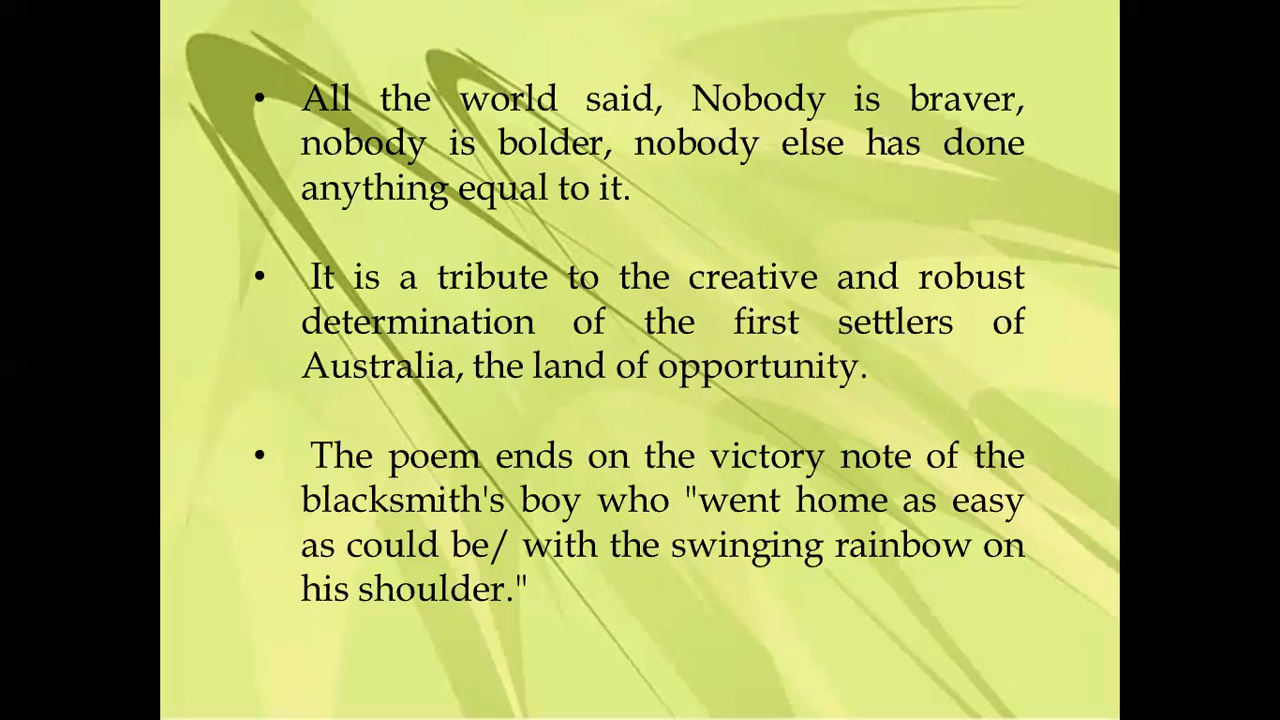 • All the world said, Nobody is braver,
nobody is bolder, nobody else has done
anything equal to it.
• It is a tribute to the creative and robust
determination of the first settlers of
Australia, the land of opportunity.
• The poem ends on the victory note of the
blacksmith's boy who "went home as easy
as could be/ with the swinging rainbow on
his shoulder."